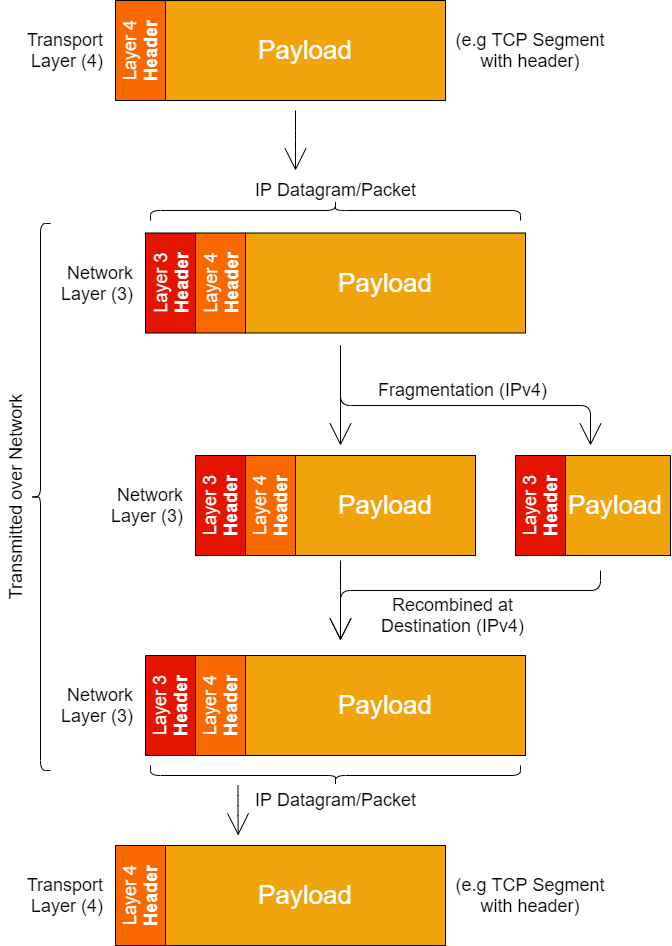 Transport
Layer (4)
Layer 4
Header
Payload
(e.g TCP Segment
with header)
IP Datagram/Packet
Network
Layer (3)
Layer 3
Header
Layer 4
Header
Payload
Fragmentation (IPv4)
Transmitted over Network
Network
Layer (3)
Layer 3
Header
Layer 4
Header
Payload
Layer 3
Header
Payload
Recombined at
Destination (IPv4)
Network
Layer (3)
Layer 3
Header
Layer 4
Header
Payload
IP Datagram/Packet
Transport
Layer (4)
Layer 4
Header
Payload
(e.g TCP Segment
with header)